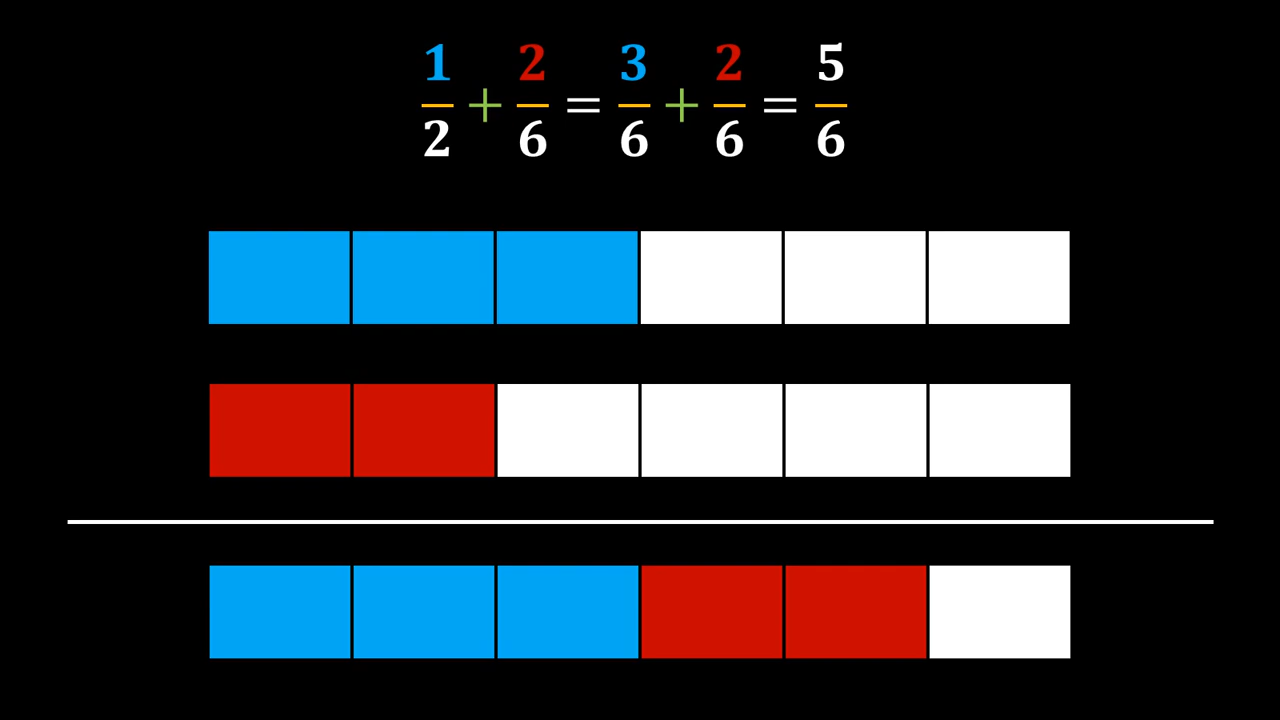 1/2 + 2/6 = 3/6 + 2/6 = 5/6